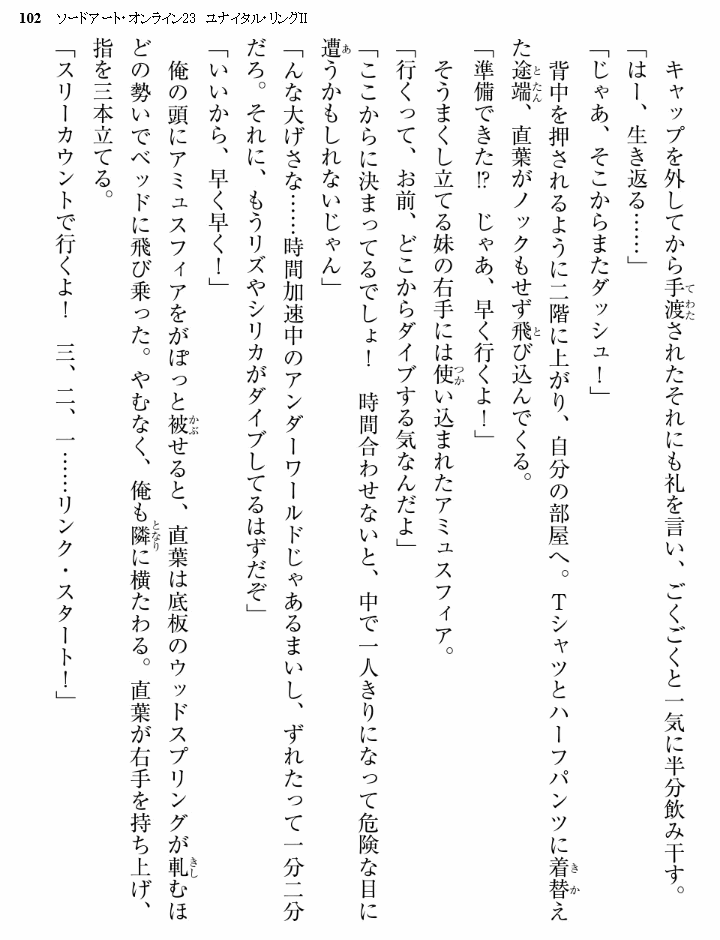 102 ソードアート・オンライン23 ユナイタル・リングII
キャップを外してから手渡されたそれにも礼を言い、ごくごくと一気に半分飲み干す。
「はー、生き返る……」
「じゃあ、そこからまたダッシュ！」
背中を押されるように二階に上がり、自分の部屋へ。Tシャツとハーフパンツに着替え
た途端、直葉がノックもせず飛び込んでくる。
「準備できた!? じゃあ、早く行くよ！」
そうまくし立てる妹の右手には使い込まれたアミュスフィア。
「行くって、お前、どこからダイブする気なんだよ」
「ここからに決まってるでしょ！ 時間合わせないと、中で一人きりになって危険な目に
遭うかもしれないじゃん」
「んな大げさな……時間加速中のアンダーワールドじゃあるまいし、ずれたって一分二分
だろ。それに、もうリズやシリカがダイブしてるはずだぞ」
「いいから、早く早く！」
俺の頭にアミュスフィアをがぽっと被せると、直葉は底板のウッドスプリングが軋むほ
どの勢いでベッドに飛び乗った。やむなく、俺も隣に横たわる。直葉が右手を持ち上げ、
指を三本立てる。
「スリーカウントで行くよ！ 三、二、一……リンク・スタート！」